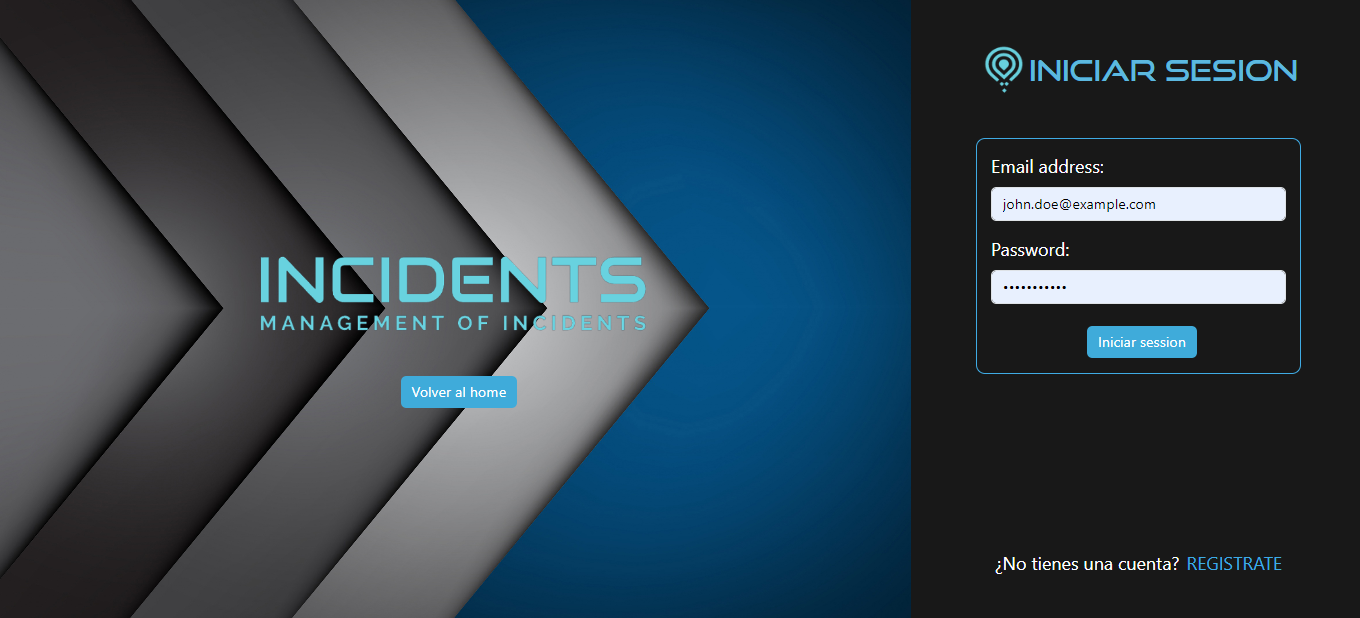 INCIDENTS
MANAGEMENT OF INCIDENTS
Volver al home
INICIAR SESION
Email address:
john.doe@example.com
Password:
•••••••••••
Iniciar session
¿No tienes una cuenta? REGISTRATE